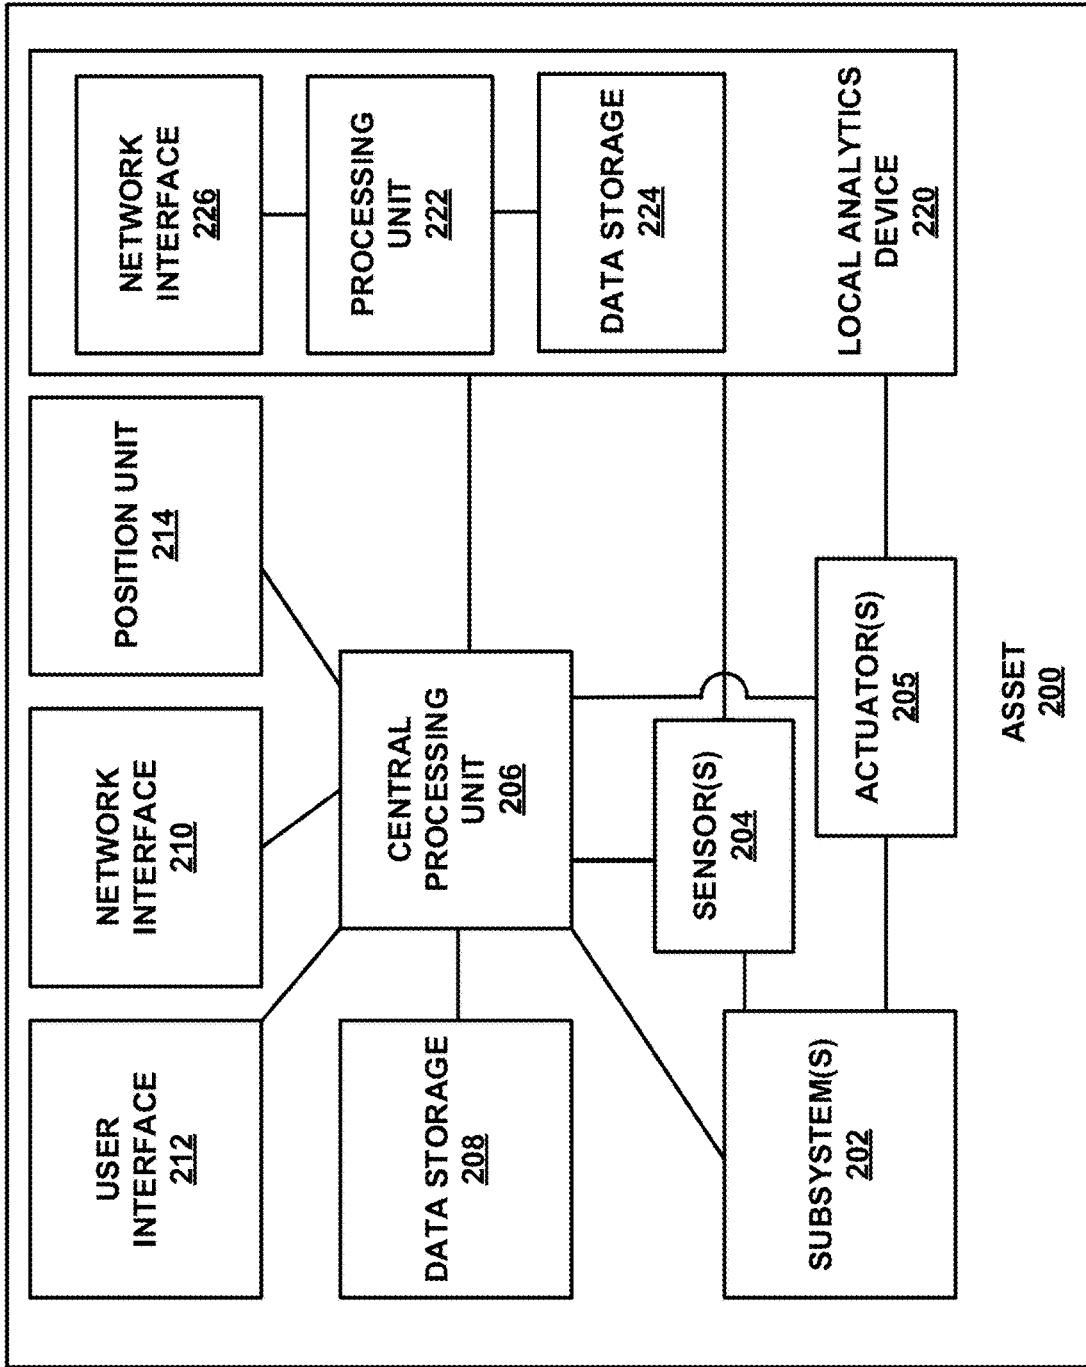 USER
INTERFACE
212
NETWORK
INTERFACE
210
POSITION UNIT
214
NETWORK
INTERFACE
226
PROCESSING
UNIT
222
DATA STORAGE
224
LOCAL ANALYTICS
DEVICE
220
DATA STORAGE
208
CENTRAL
PROCESSING
UNIT
206
SENSOR(S)
204
SUBSYSTEM(S)
202
ACTUATOR(S)
205
ASSET
200